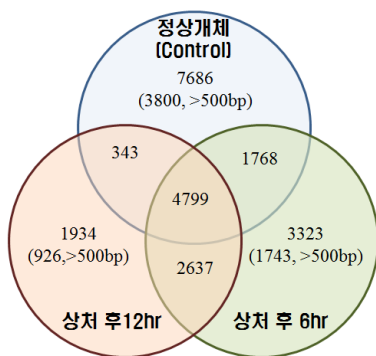 정상개체
(Control)
7686
(3800, >500bp)
343
1768
4799
1934
(926,>500bp)
3323
(1743, >500bp)
2637
상처 후12hr
상처 후 6hr